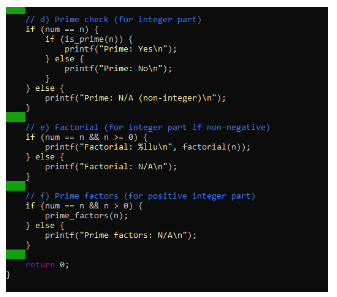 // d) Prime check (for integer part)
if (num == n) {
if (is_prime(n)) {
printf("Prime: Yes\n");
} else {
printf("Prime: No\n");
}
} else {
printf("Prime: N/A (non-integer)\n");
}
// e) Factorial (for integer part if non-negative)
if (num == n && n >= 0) {
printf("Factorial: %llu\n", factorial(n));
} else {
printf("Factorial: N/A\n");
}
// f) Prime factors (for positive integer part)
if (num == n && n > 0) {
prime_factors(n);
} else {
printf("Prime factors: N/A\n");
}
return 0;
}